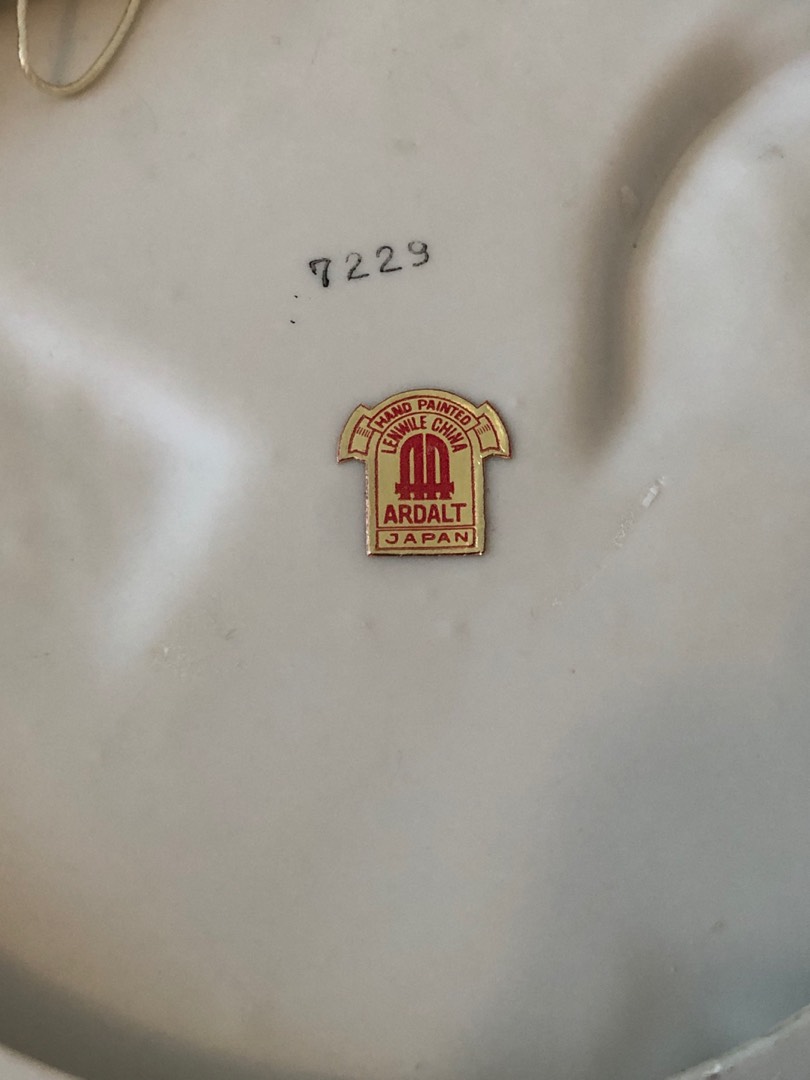 7229
HAND PAINTED
LENWILE CHINA
ARDALT
JAPAN